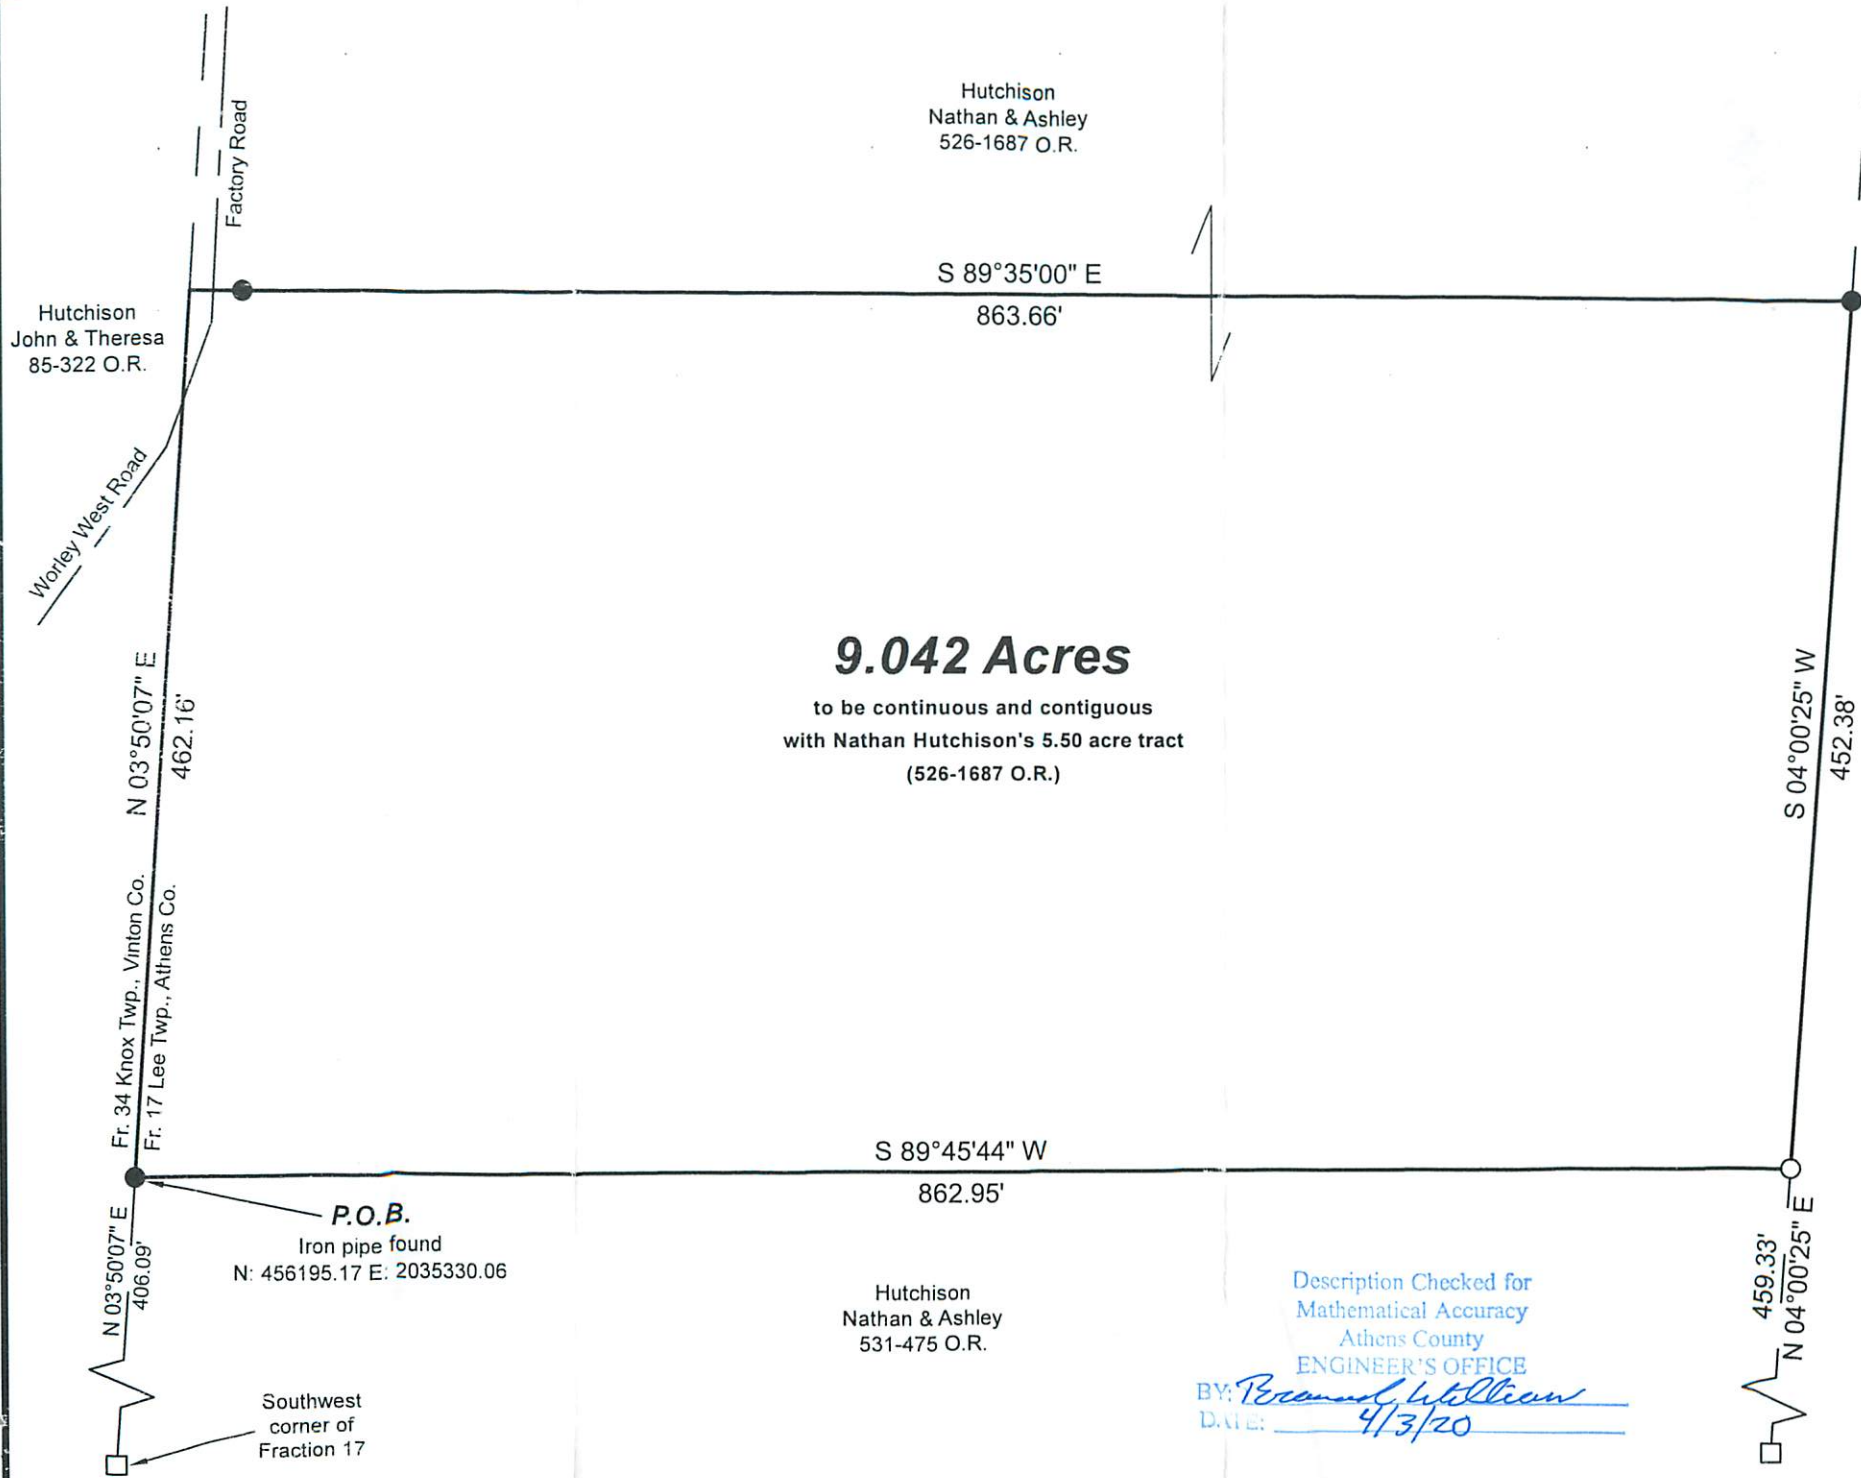 Factory Road
Hutchison
Nathan & Ashley
526-1687 O.R.
S 89°35'00" E
863.66'
Hutchison
John & Theresa
85-322 O.R.
Worley West Road
N 03°50'07" E
462.16'
9.042 Acres
to be continuous and contiguous
with Nathan Hutchison's 5.50 acre tract
(526-1687 O.R.)
S 04°00'25" W
452.38'
Fr. 34 Knox Twp., Vinton Co.
Fr. 17 Lee Twp., Athens Co.
S 89°45'44" W
862.95'
P.O.B.
Iron pipe found
N: 456195.17 E: 2035330.06
N 03°50'07" E
406.09'
Hutchison
Nathan & Ashley
531-475 O.R.
459.33'
N 04°00'25" E
Southwest
corner of
Fraction 17
Description Checked for
Mathematical Accuracy
Athens County
ENGINEER'S OFFICE
BY:
DATE: 4/3/20